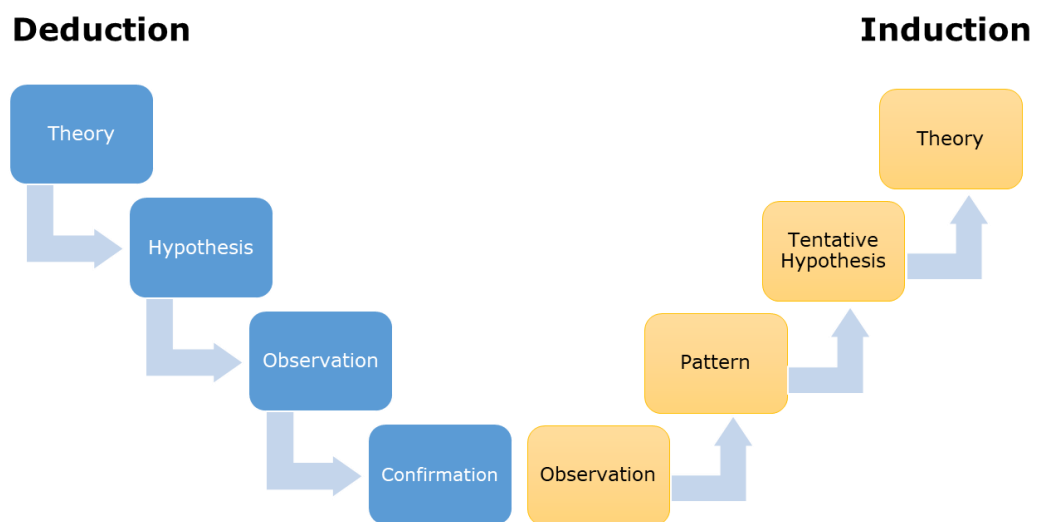 Deduction
Induction
Theory
Hypothesis
Observation
Confirmation
Observation
Pattern
Tentative
Hypothesis
Theory